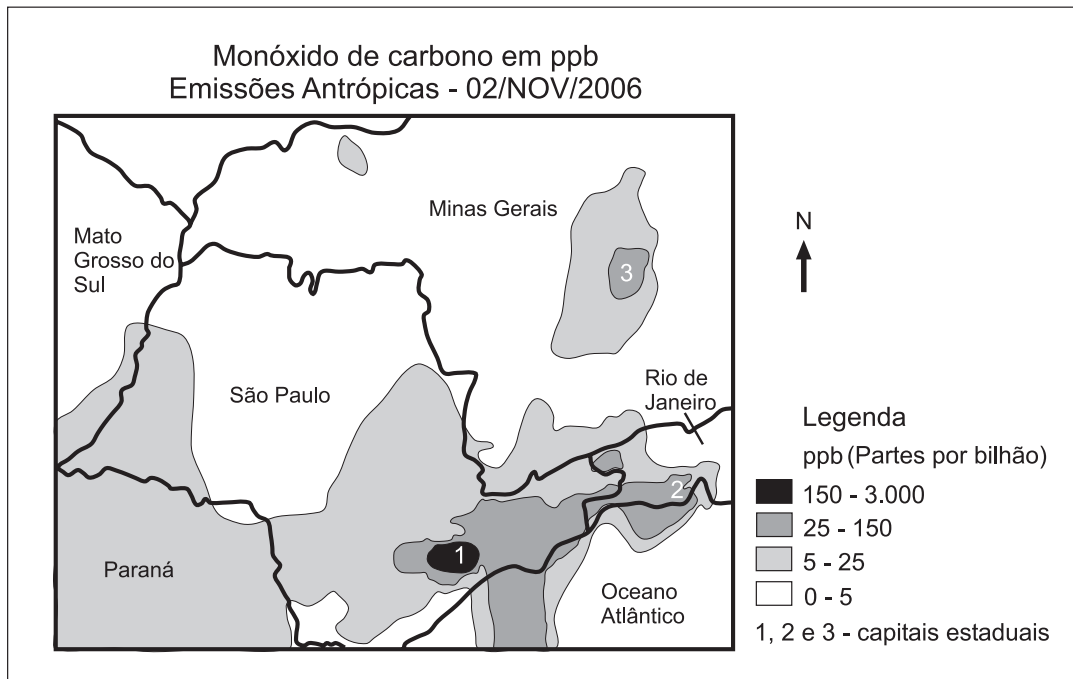 Monóxido de carbono em ppb
Emissões Antrópicas - 02/NOV/2006
Minas Gerais
Mato
Grosso do
Sul
3
São Paulo
Rio de
Janeiro
2
1
Paraná
Oceano
Atlântico
N
Legenda
ppb (Partes por bilhão)
150 - 3.000
25 - 150
5 - 25
0 - 5
1, 2 e 3 - capitais estaduais